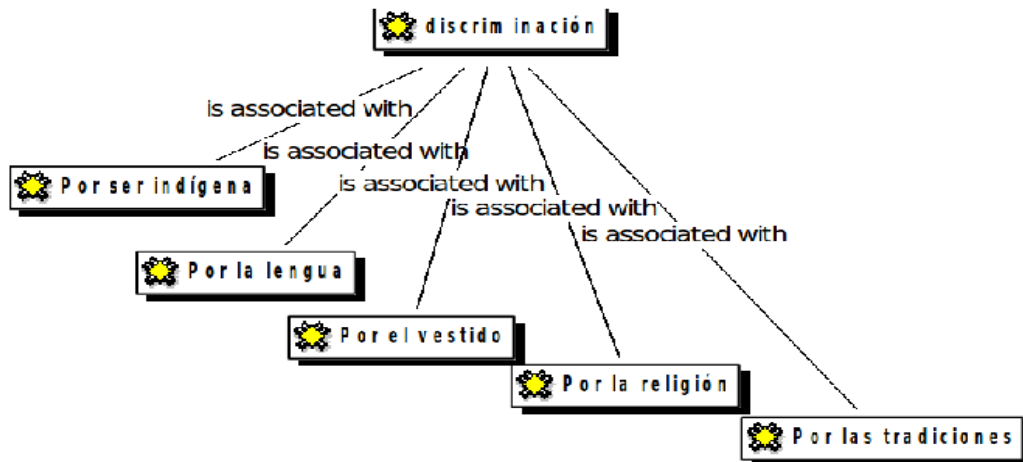 discriminación
is associated with
is associated with
Por ser indígena
is associated with
is associated with
is associated with
Por la lengua
Por el vestido
Por la religión
Por las tradiciones